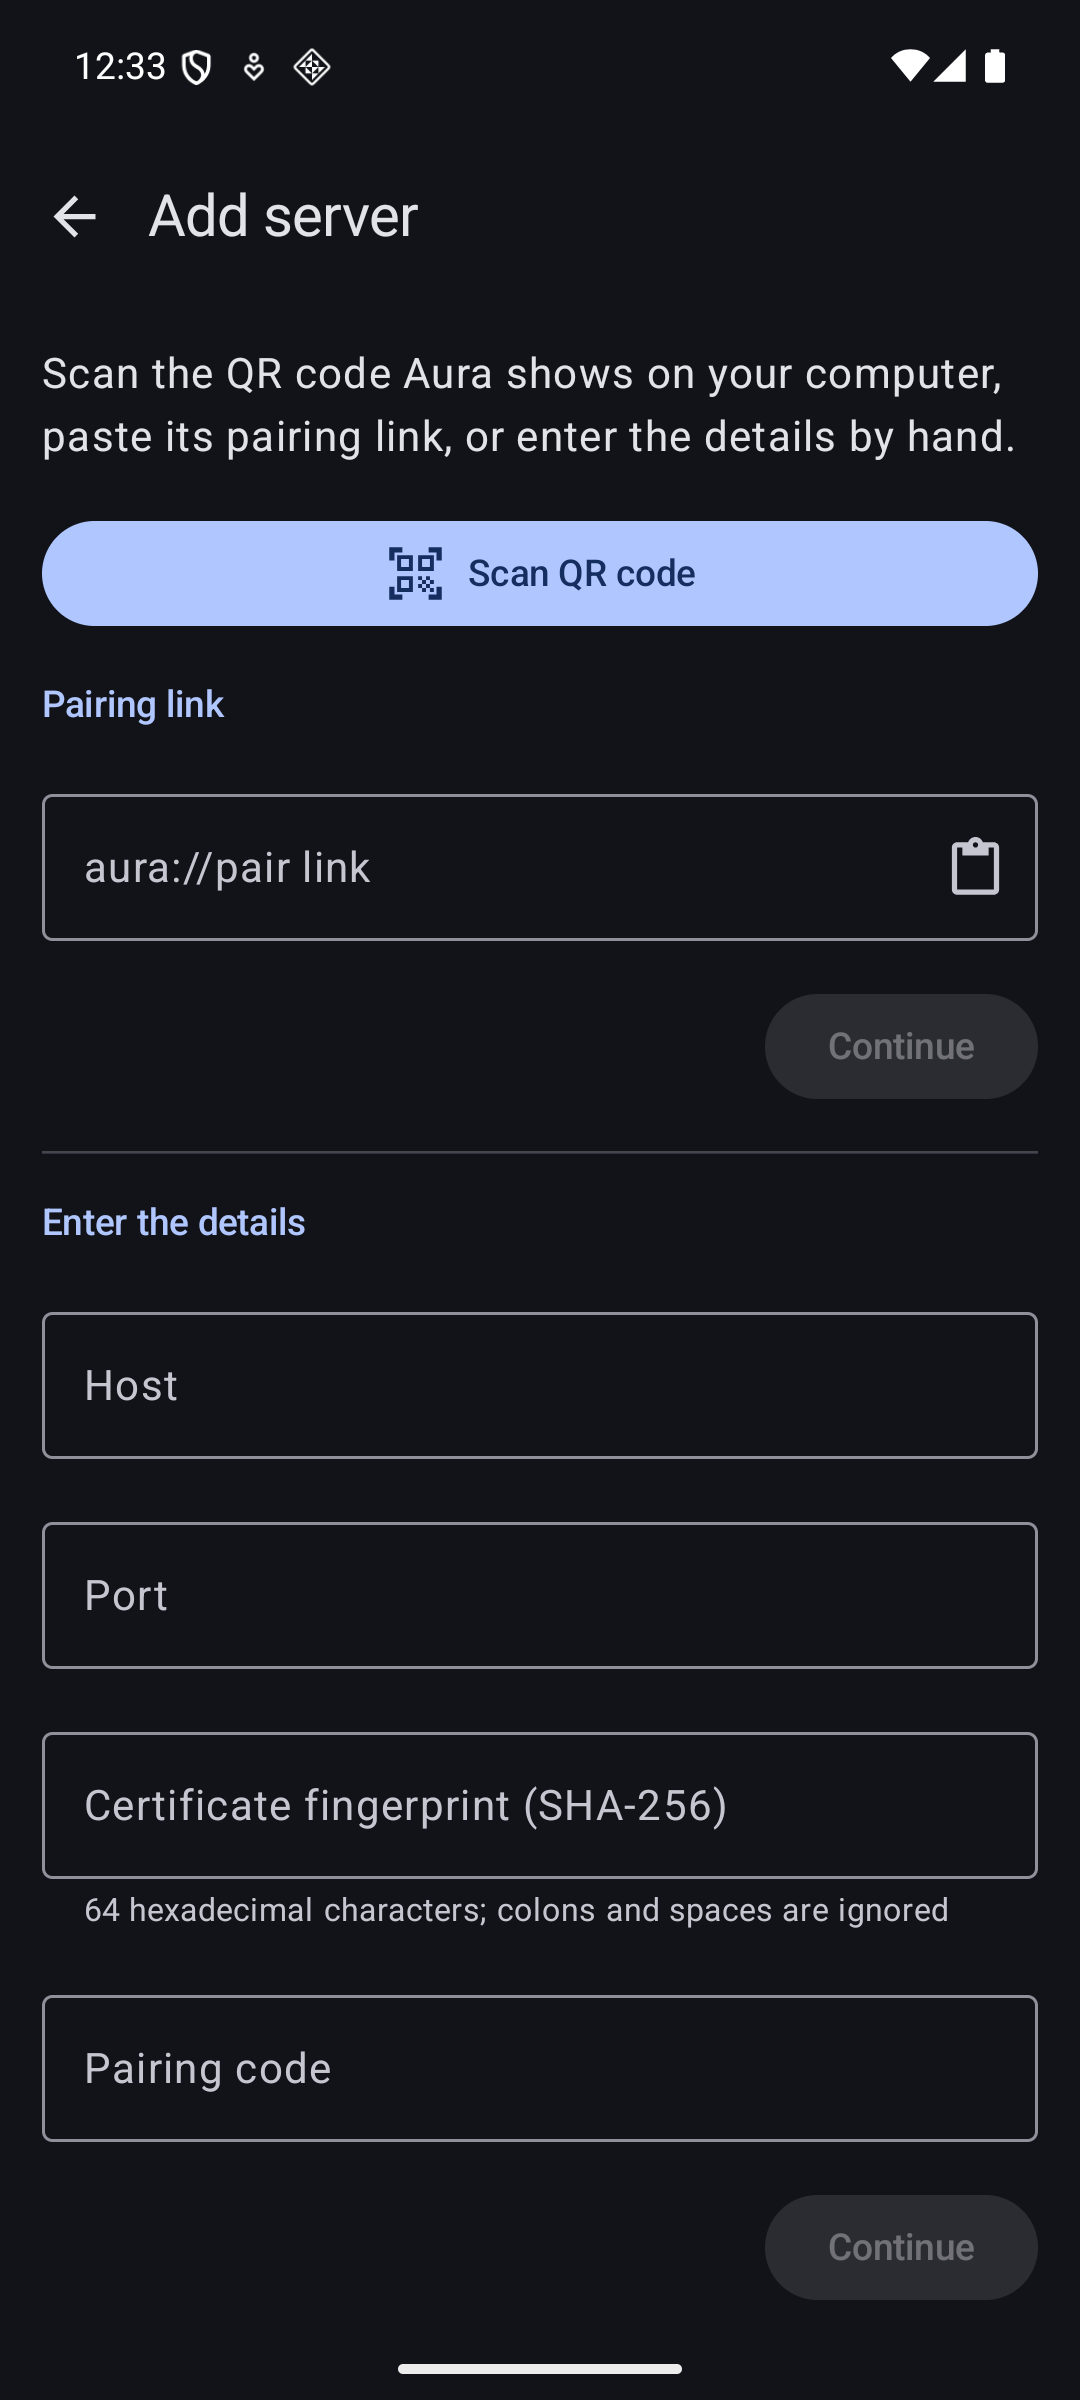 12:33
Add server
Scan the QR code Aura shows on your computer,
paste its pairing link, or enter the details by hand.
Scan QR code
Pairing link
aura://pair link
Continue
Enter the details
Host
Port
Certificate fingerprint (SHA-256)
64 hexadecimal characters; colons and spaces are ignored
Pairing code
Continue